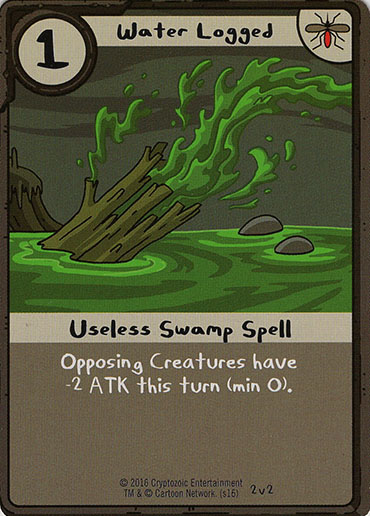 1
Water Logged
Useless Swamp Spell
Opposing Creatures have
-2 ATK this turn (min 0).
© 2016 Cryptozoic Entertainment
TM & © Cartoon Network. (s16)
2v2